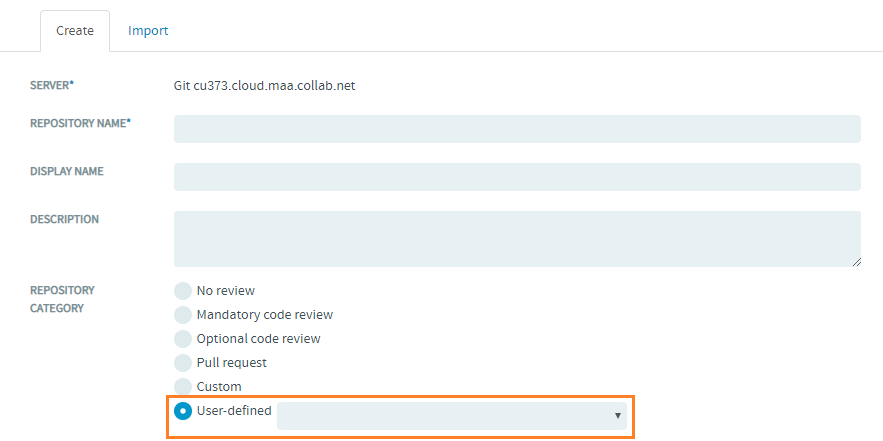 Create Import
SERVER* Git cu373.cloud.maa.collab.net
REPOSITORY NAME*
DISPLAY NAME
DESCRIPTION
REPOSITORY
CATEGORY
No review
Mandatory code review
Optional code review
Pull request
Custom
User-defined